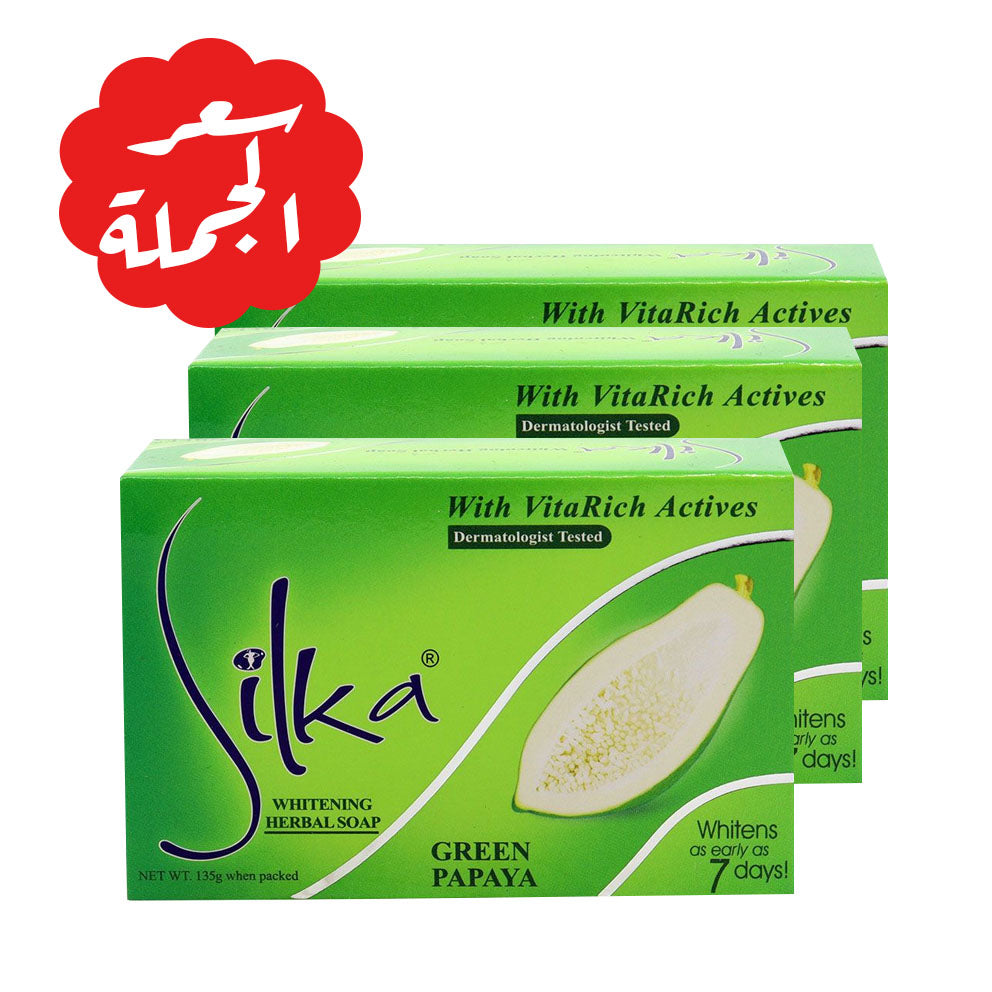 سعر
الجملة
With VitaRich Actives
With VitaRich Actives
Dermatologist Tested
With VitaRich Actives
Dermatologist Tested
Silka®
WHITENING
HERBAL SOAP
NET WT. 135g when packed
GREEN
PAPAYA
Whitens
as early as
7 days!
days!